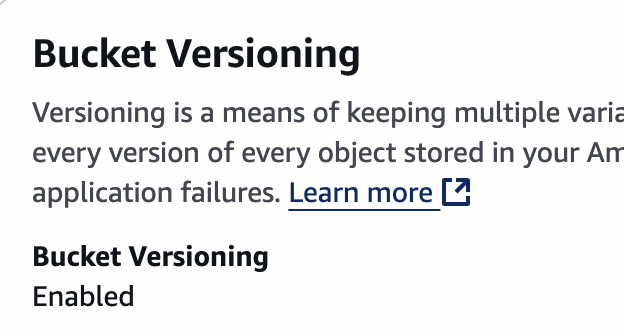 Bucket Versioning
Versioning is a means of keeping multiple
every version of every object stored in your
application failures. Learn more
Bucket Versioning
Enabled